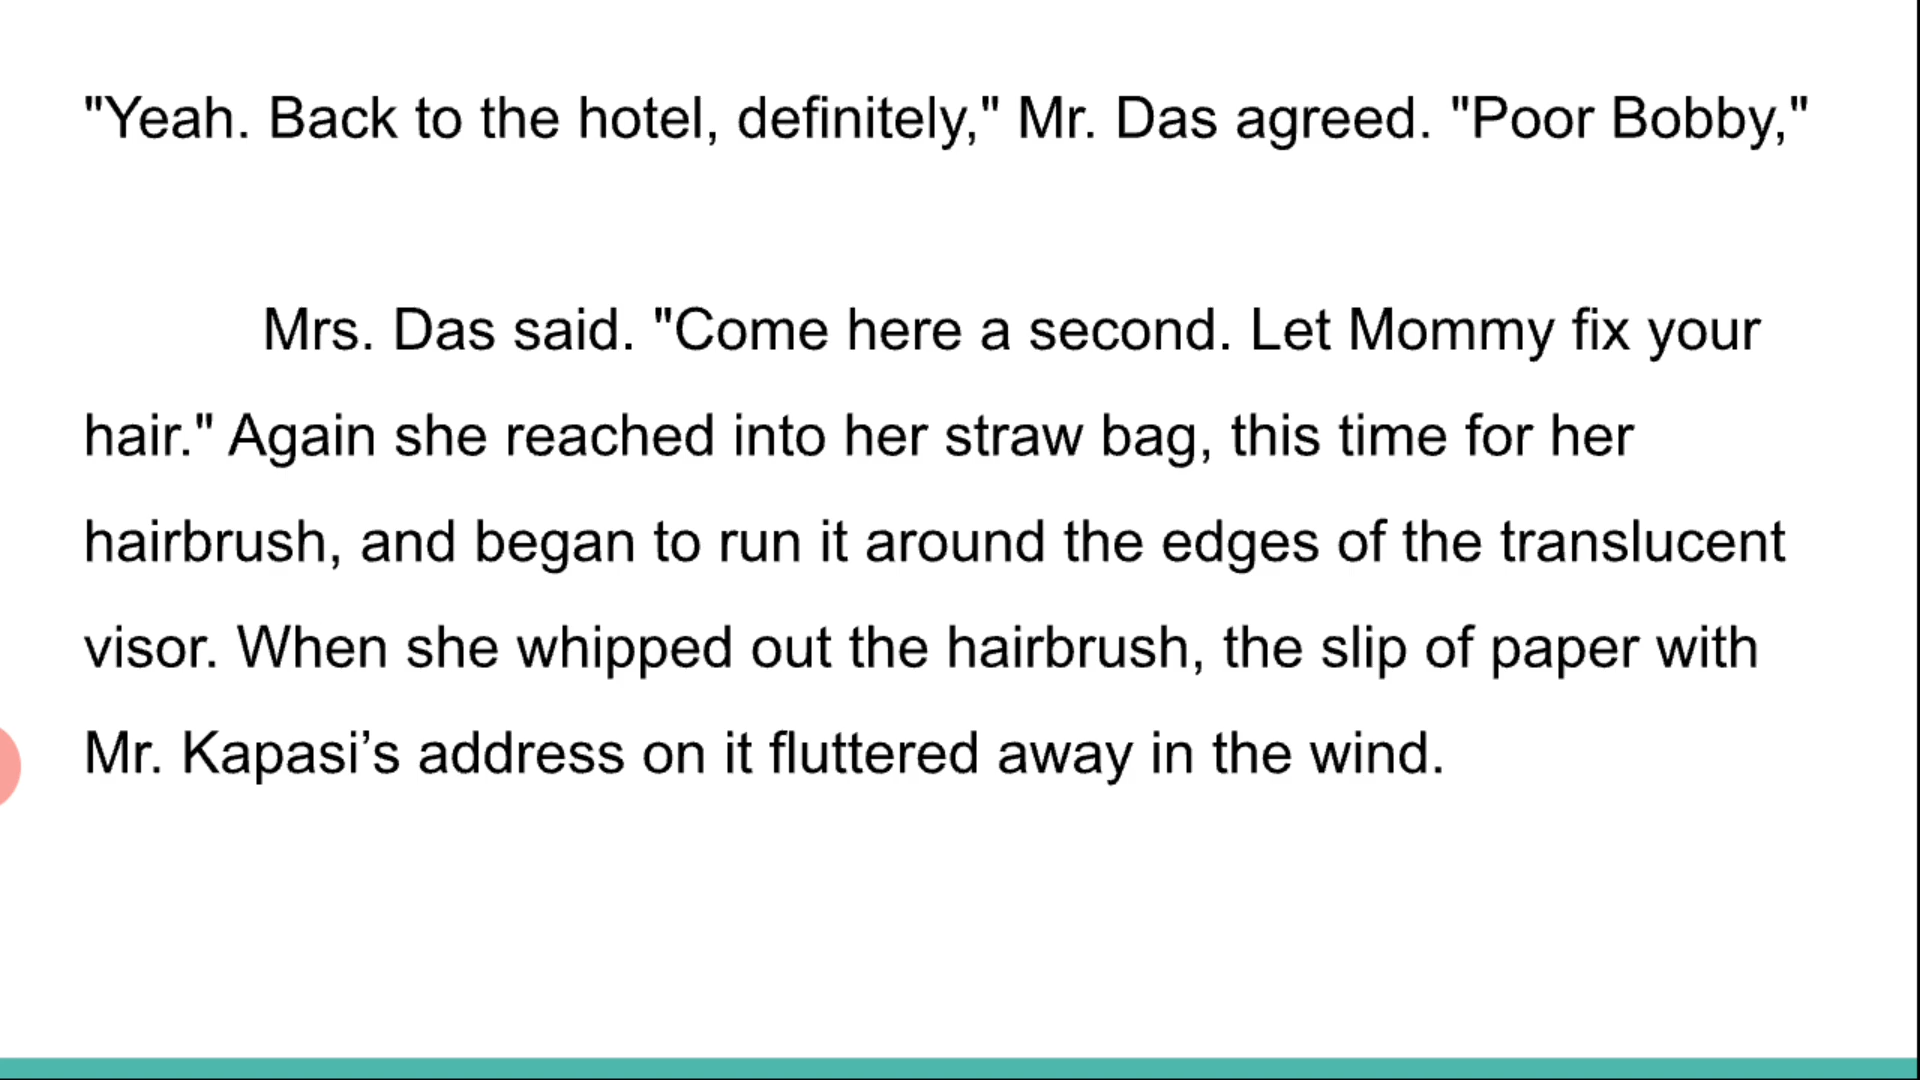 "Yeah. Back to the hotel, definitely," Mr. Das agreed. "Poor Bobby,"
Mrs. Das said. "Come here a second. Let Mommy fix your
hair." Again she reached into her straw bag, this time for her
hairbrush, and began to run it around the edges of the translucent
visor. When she whipped out the hairbrush, the slip of paper with
Mr. Kapasi’s address on it fluttered away in the wind.